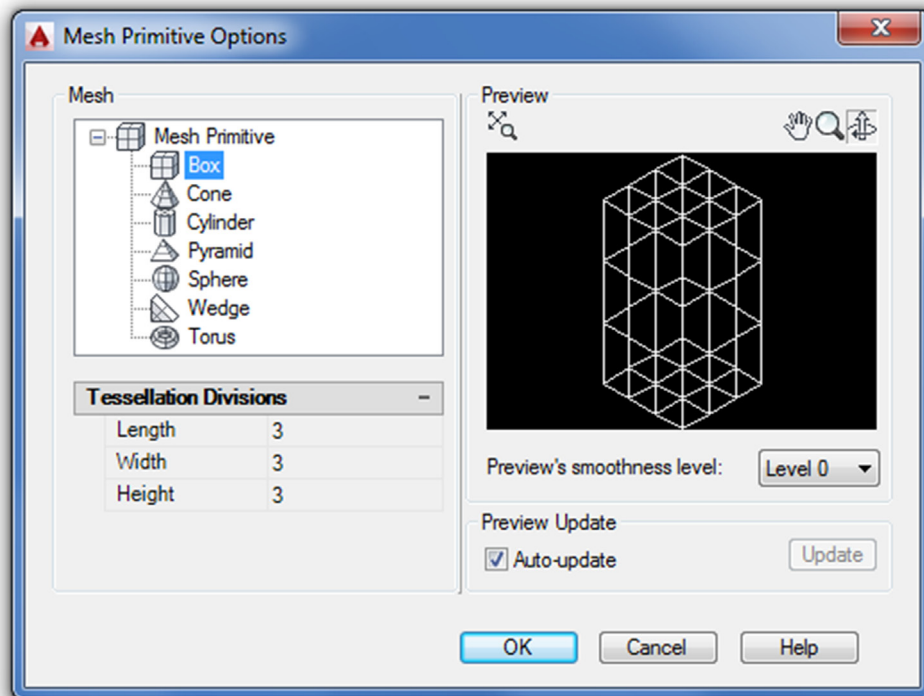 Mesh Primitive Options
Mesh
Mesh Primitive
Box
Cone
Cylinder
Pyramid
Sphere
Wedge
Torus
Tessellation Divisions
Length 3
Width 3
Height 3
Preview
Preview's smoothness level: Level 0
Preview Update
Auto-update Update
OK Cancel Help